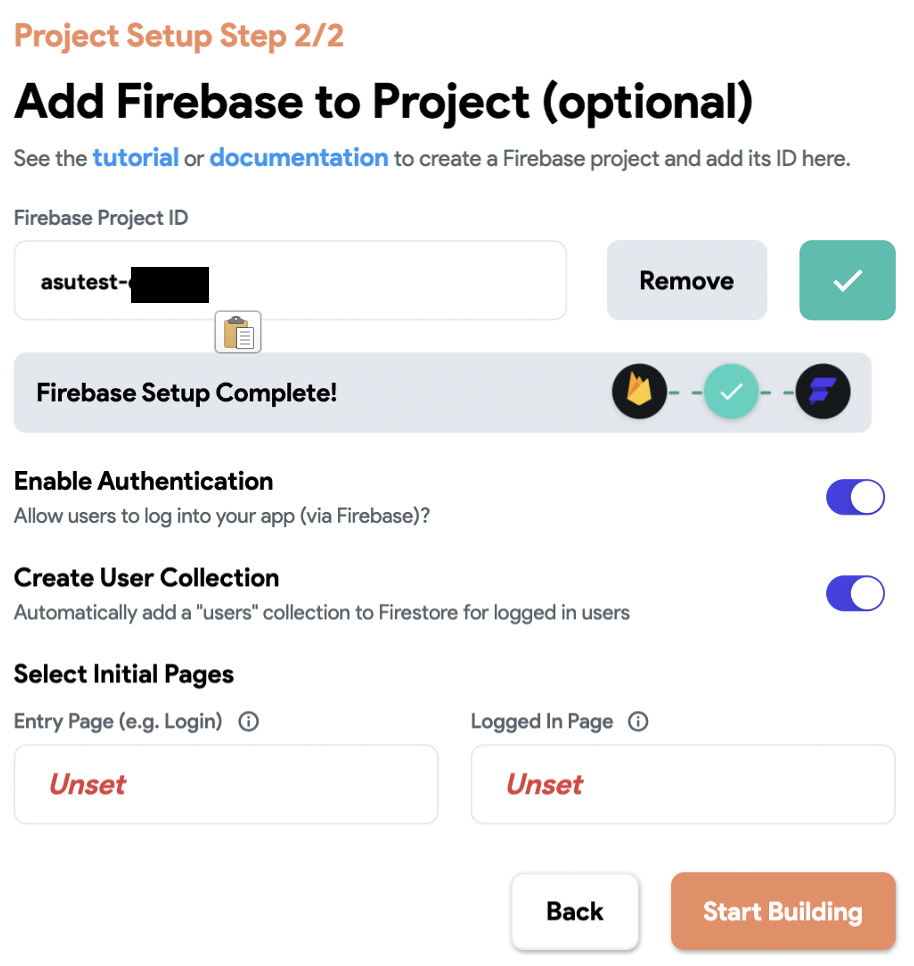 Project Setup Step 2/2
Add Firebase to Project (optional)
See the tutorial or documentation to create a Firebase project and add its ID here.
Firebase Project ID
asutest-
Remove
Firebase Setup Complete!
Enable Authentication
Allow users to log into your app (via Firebase)?
Create User Collection
Automatically add a "users" collection to Firestore for logged in users
Select Initial Pages
Entry Page (e.g. Login)
Logged In Page
Unset
Unset
Back
Start Building